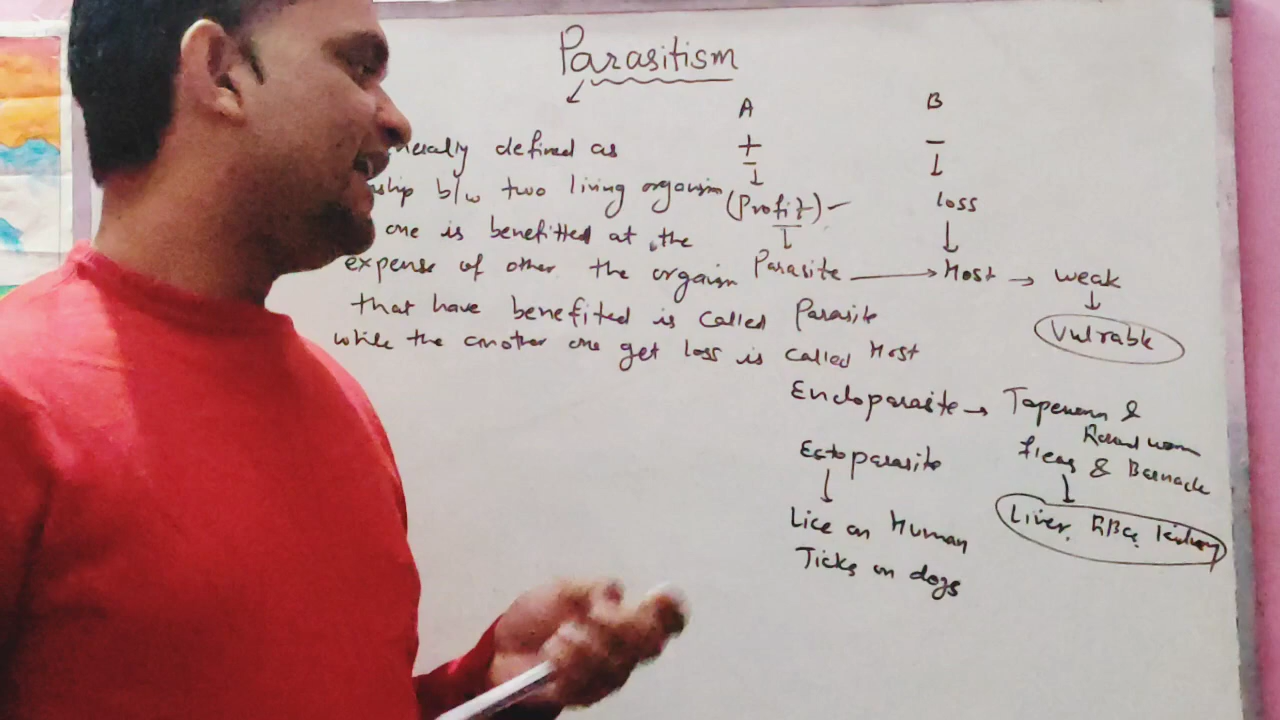 Parasitism
A B
+ −
nerally defined as
ship b/w two living organism
(Profit) loss
one is benefitted at the
expense of other. the orgaism
Parasite → Host → weak
that have benefited is called Parasite
Vulrable
while the another one get loss is called Host
Endoparasite → Tapeworm &
Round worm
Ectoparasite
fleas & Barnacle
Lice on Human
Liver, RBCs, kidney
Ticks on dogs